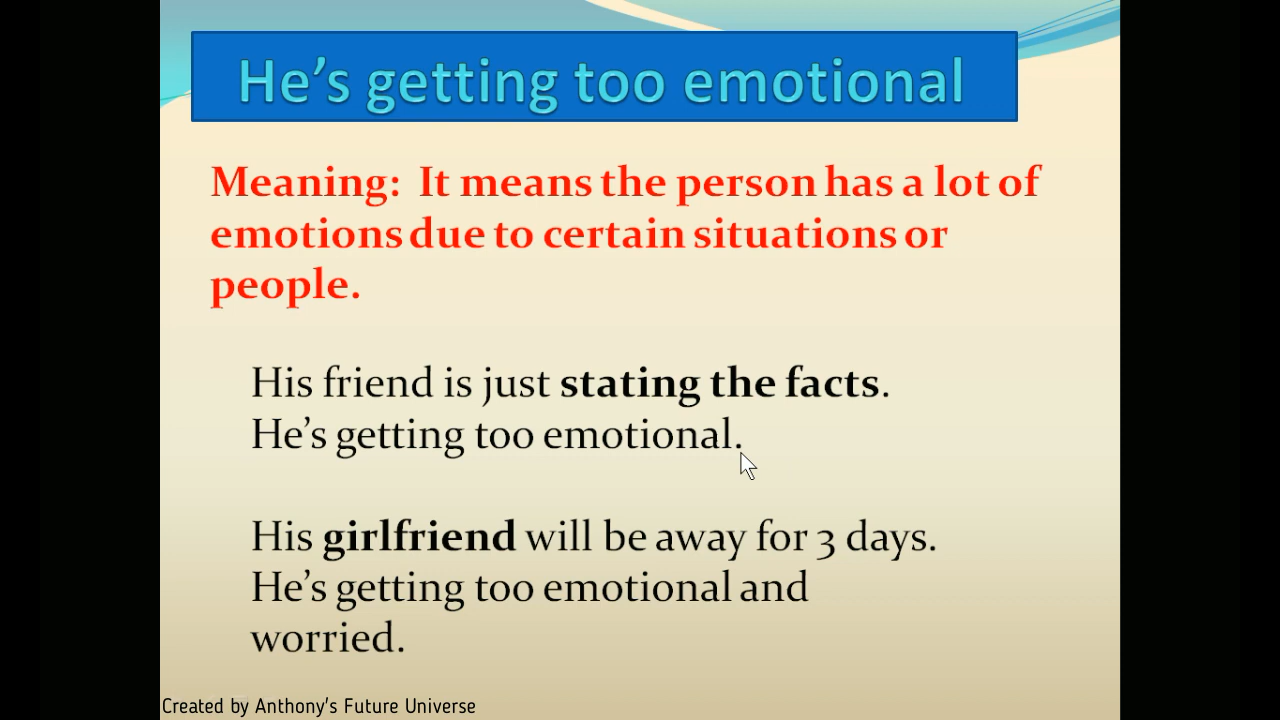 He’s getting too emotional
Meaning:  It means the person has a lot of
emotions due to certain situations or
people.
His friend is just stating the facts.
He’s getting too emotional.
His girlfriend will be away for 3 days.
He’s getting too emotional and
worried.
Created by Anthony's Future Universe